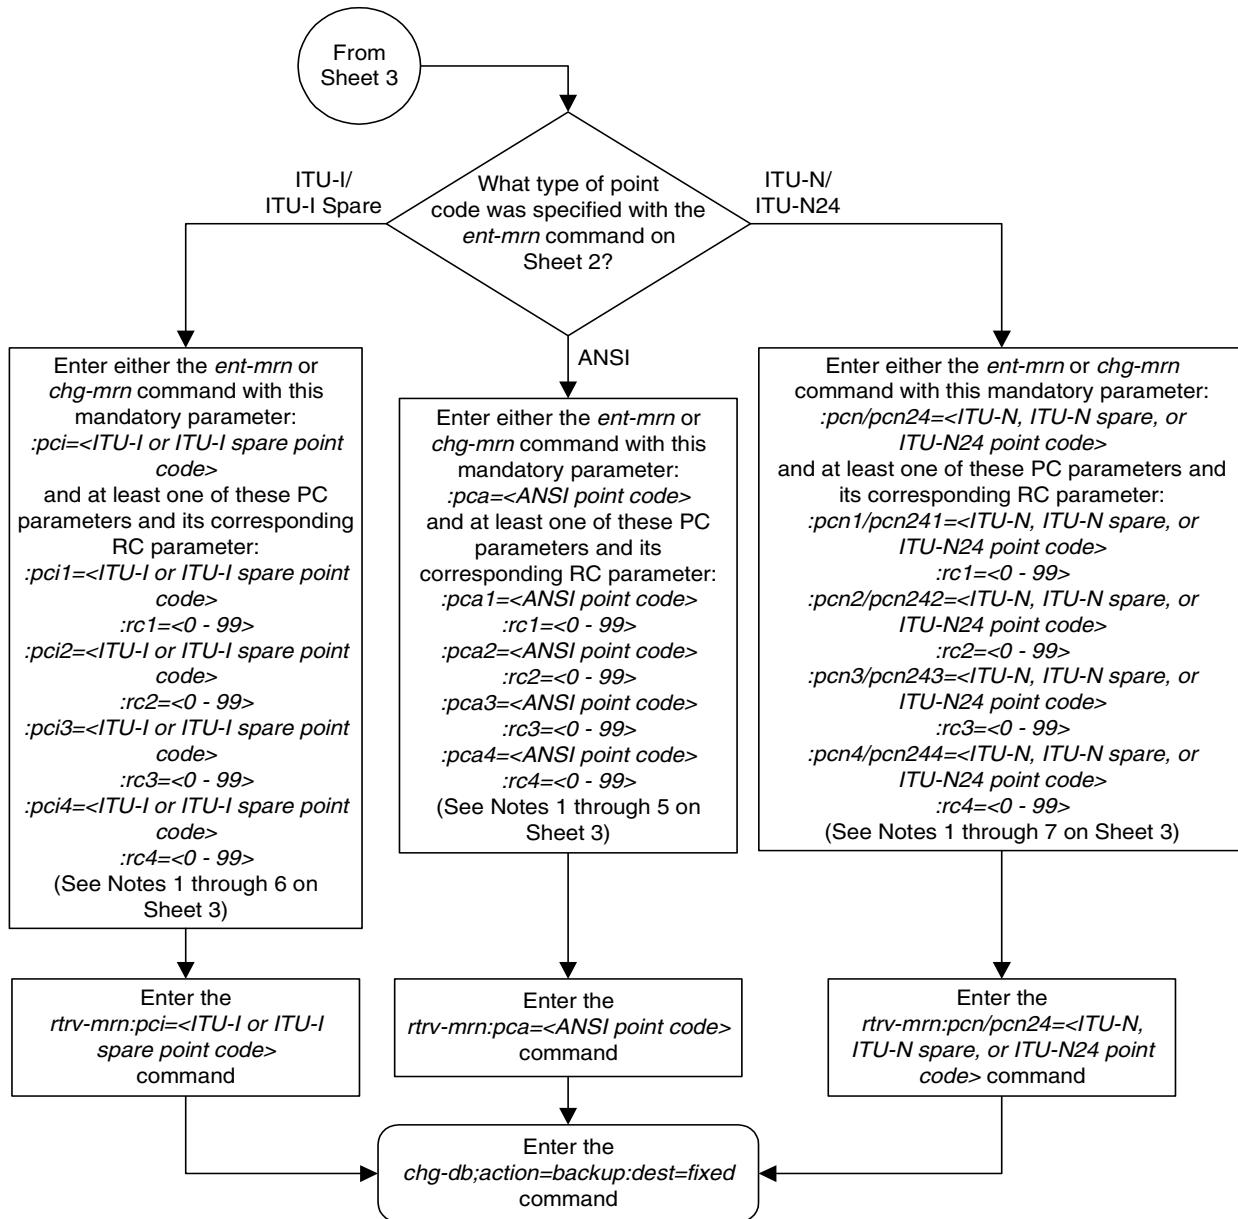 From
Sheet 3
What type of point
code was specified with the
ent-mrn command on
Sheet 2?
ITU-I/
ITU-I Spare
ITU-N/
ITU-N24
ANSI
Enter either the ent-mrn or
chg-mrn command with this
mandatory parameter:
:pci=<ITU-I or ITU-I spare point
code>
and at least one of these PC
parameters and its corresponding
RC parameter:
:pci1=<ITU-I or ITU-I spare point
code>
:rc1=<0 - 99>
:pci2=<ITU-I or ITU-I spare point
code>
:rc2=<0 - 99>
:pci3=<ITU-I or ITU-I spare point
code>
:rc3=<0 - 99>
:pci4=<ITU-I or ITU-I spare point
code>
:rc4=<0 - 99>
(See Notes 1 through 6 on
Sheet 3)
Enter either the ent-mrn or
chg-mrn command with this
mandatory parameter:
:pca=<ANSI point code>
and at least one of these PC
parameters and its
corresponding RC parameter:
:pca1=<ANSI point code>
:rc1=<0 - 99>
:pca2=<ANSI point code>
:rc2=<0 - 99>
:pca3=<ANSI point code>
:rc3=<0 - 99>
:pca4=<ANSI point code>
:rc4=<0 - 99>
(See Notes 1 through 5 on
Sheet 3)
Enter either the ent-mrn or chg-mrn
command with this mandatory parameter:
:pcn/pcn24=<ITU-N, ITU-N spare, or
ITU-N24 point code>
and at least one of these PC parameters and
its corresponding RC parameter:
:pcn1/pcn241=<ITU-N, ITU-N spare, or
ITU-N24 point code>
:rc1=<0 - 99>
:pcn2/pcn242=<ITU-N, ITU-N spare, or
ITU-N24 point code>
:rc2=<0 - 99>
:pcn3/pcn243=<ITU-N, ITU-N spare, or
ITU-N24 point code>
:rc3=<0 - 99>
:pcn4/pcn244=<ITU-N, ITU-N spare, or
ITU-N24 point code>
:rc4=<0 - 99>
(See Notes 1 through 7 on Sheet 3)
Enter the
rtrv-mrn:pci=<ITU-I or ITU-I
spare point code>
command
Enter the
rtrv-mrn:pca=<ANSI point code>
command
Enter the
rtrv-mrn:pcn/pcn24=<ITU-N,
ITU-N spare, or ITU-N24 point
code> command
Enter the
chg-db;action=backup:dest=fixed
command